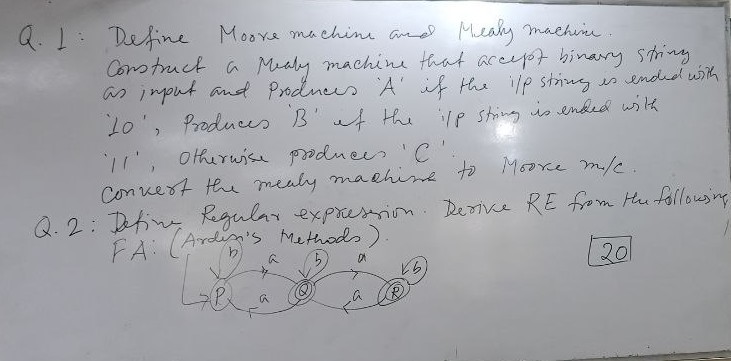 Q. 1 : Define Moore machine and Mealy machine.
Construct a Mealy machine that accept binary string
as input and Produces 'A' if the i/p string is ended with
'10', Produces 'B' if the i/p string is ended with
'11', Otherwise produces 'C'.
Convert the mealy machine to Moore m/c.
Q. 2 : Define Regular expression. Derive RE from the following
FA: (Arden's Methods).
20
b a b a b
P a Q a R